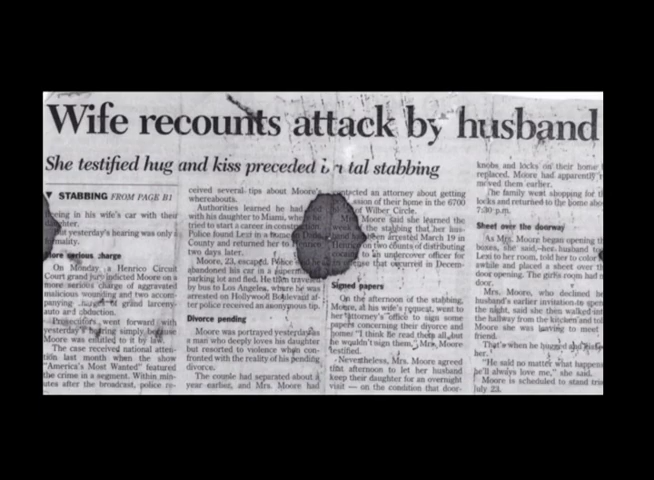 Wife recounts attack by husband
She testified hug and kiss preceded tal stabbing
▼ STABBING FROM PAGE B1
in his wife's car with their
yesterday's hearing was only a
serious charge
On Monday, a Henrico Circuit
Court grand jury indicted Moore on a
more serious charge of aggravated
malicious wounding and two accom-
panying of grand larceny-
auto and abduction.
Prosecutors went forward with
yesterday's
Moore was entitled to it by law.
The case received national atten-
tion last month when the show
"America's Most Wanted" featured
the crime in a segment. Within min-
utes after the broadcast, police re-
ceived several tips about Moore's
whereabouts.
Authorities learned he had
with his daughter to Miami, where he
tried to start a career in construction
Police found Lexi in a in Dade
County and returned her to
two days later.
Moore, 23, escaped. Police
abandoned his car in a
parking lot and fled. He then traveled
by bus to Los Angeles, where he was
arrested on Hollywood Boulevard af-
ter police received an anonymous tip.
Divorce pending
Moore was portrayed yesterday as
a man who deeply loves his daughter
but resorted to violence when con-
fronted with the reality of his pending
divorce.
The couple had separated about a
year earlier, and Mrs. Moore had
contacted an attorney about getting
of their home in the 6700
of Wilber Circle.
Moore said she learned the
the stabbing that her hus-
been arrested March 19 in
on two counts of distributing
to an undercover officer for
that occurred in Decem-
Signed papers
On the afternoon of the stabbing,
Moore, at his wife's request, went to
her attorney's office to sign some
papers concerning their divorce and
home. "I think he read them all, but
he wouldn't sign them," Mrs. Moore
testified.
Nevertheless, Mrs. Moore agreed
that afternoon to let her husband
keep their daughter for an overnight
visit — on the condition that door-
knobs and locks on their home
replaced. Moore had apparently
moved them earlier.
The family went shopping for
locks and returned to the home
7:30 p.m.
Sheet over the doorway
As Mrs. Moore began opening
boxes, she said, her husband
Lexi to her room, told her to color
awhile and placed a sheet over
door opening. The girl's room had
door.
Mrs. Moore, who declined
husband's earlier invitation to
the night, said she then walked
the hallway from the kitchen and told
Moore she was leaving to meet
friend.
That's when he hugged and
her."
"He said no matter what happens
he'll always love me," she said.
Moore is scheduled to stand
July 23.